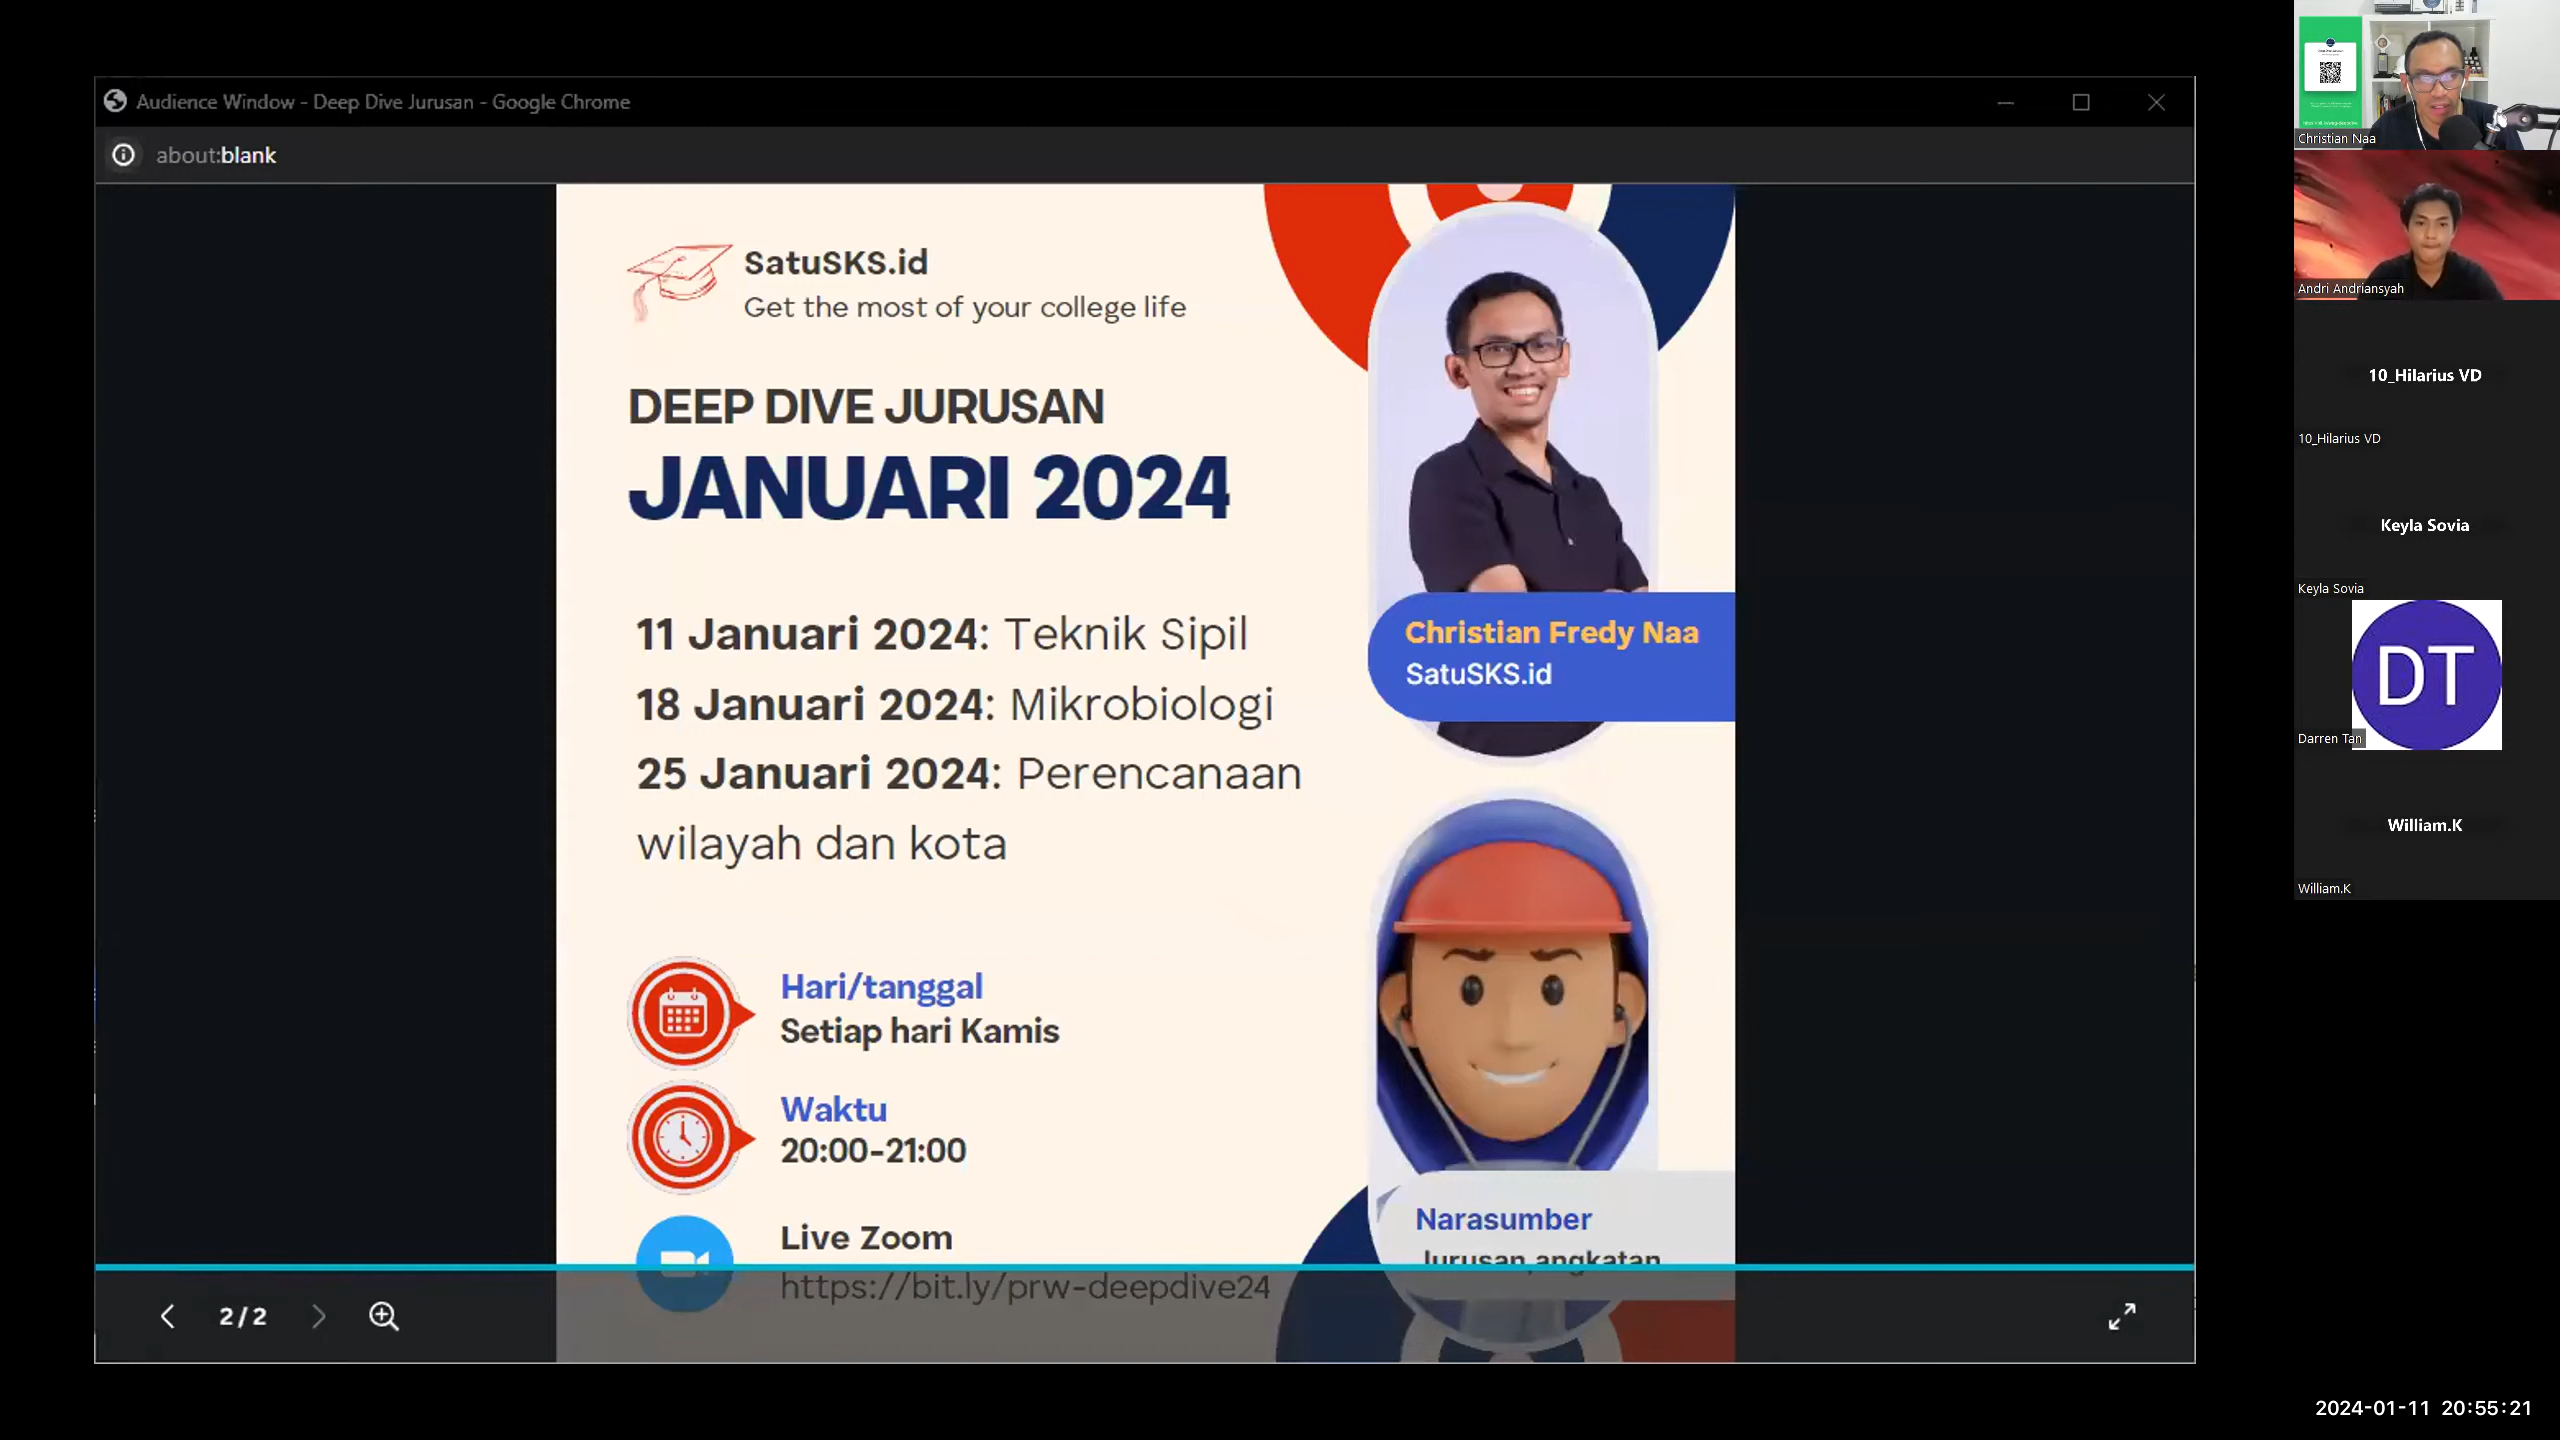 Audience Window - Deep Dive Jurusan - Google Chrome
about:blank
SatuSKS.id
Get the most of your college life
DEEP DIVE JURUSAN
JANUARI 2024
11 Januari 2024: Teknik Sipil
18 Januari 2024: Mikrobiologi
25 Januari 2024: Perencanaan
wilayah dan kota
Hari/tanggal
Setiap hari Kamis
Waktu
20:00-21:00
Live Zoom
https://bit.ly/prw-deepdive24
Christian Fredy Naa
SatuSKS.id
Narasumber
Jurusan, angkatan
2/2
Christian Naa
Andri Andriansyah
10_Hilarius VD
10_Hilarius VD
Keyla Sovia
Keyla Sovia
DT
Darren Tan
William.K
William.K
2024-01-11 20:55:21